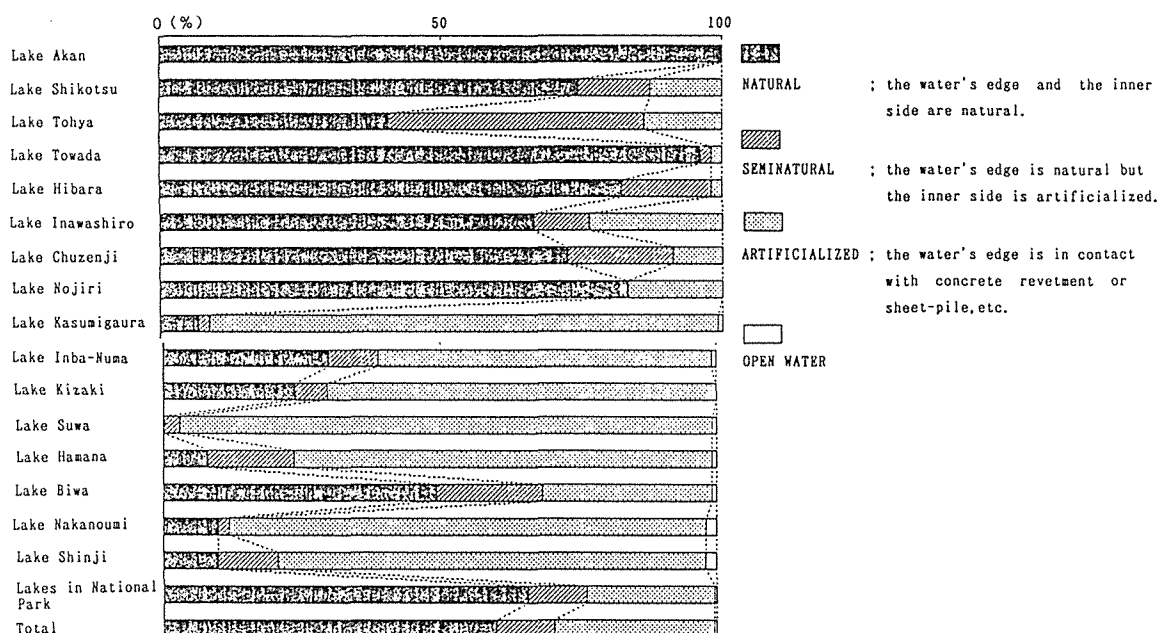 0 (%) 50 100
Lake Akan
Lake Shikotsu
Lake Tohya
Lake Towada
Lake Hibara
Lake Inawashiro
Lake Chuzenji
Lake Nojiri
Lake Kasumigaura
Lake Inba-Numa
Lake Kizaki
Lake Suwa
Lake Hamana
Lake Biwa
Lake Nakanoumi
Lake Shinji
Lakes in National
Park
Total
NATURAL ; the water's edge and the inner
side are natural.
SEMINATURAL ; the water's edge is natural but
the inner side is artificialized.
ARTIFICIALIZED ; the water's edge is in contact
with concrete revetment or
sheet-pile,etc.
OPEN WATER